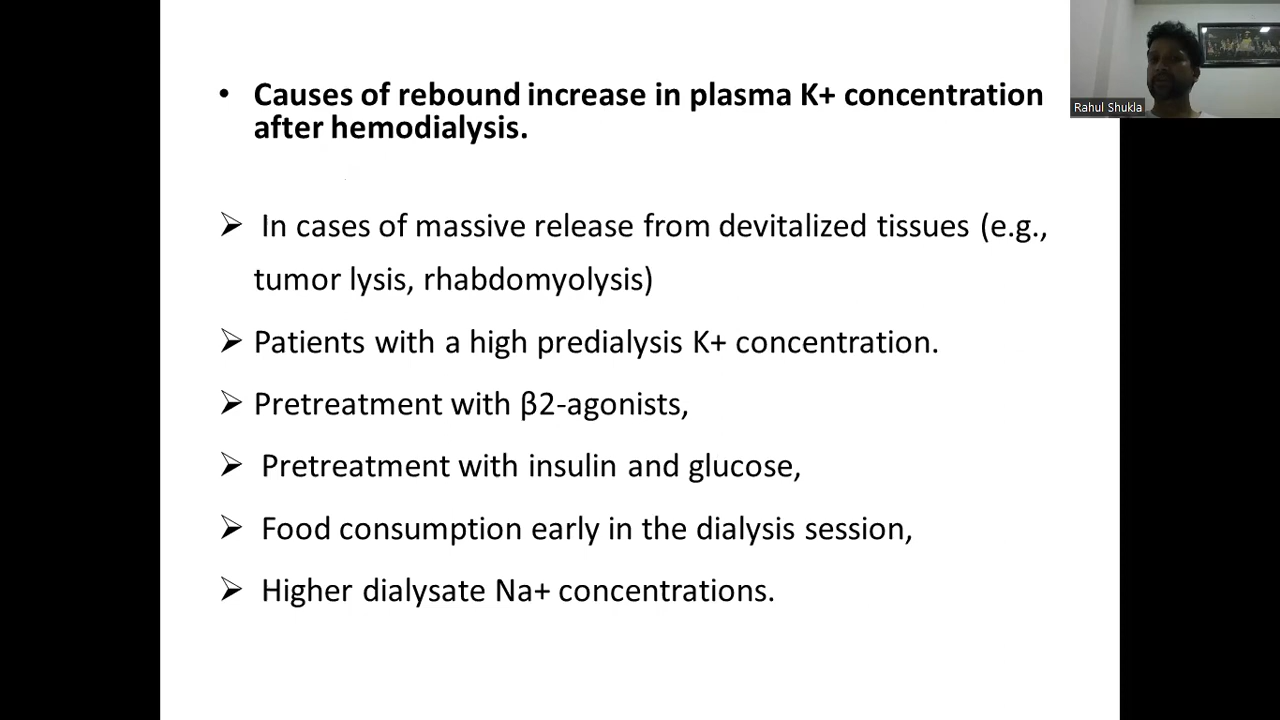 • Causes of rebound increase in plasma K+ concentration
after hemodialysis.
➢ In cases of massive release from devitalized tissues (e.g.,
tumor lysis, rhabdomyolysis)
➢ Patients with a high predialysis K+ concentration.
➢ Pretreatment with β2-agonists,
➢ Pretreatment with insulin and glucose,
➢ Food consumption early in the dialysis session,
➢ Higher dialysate Na+ concentrations.
Rahul Shukla